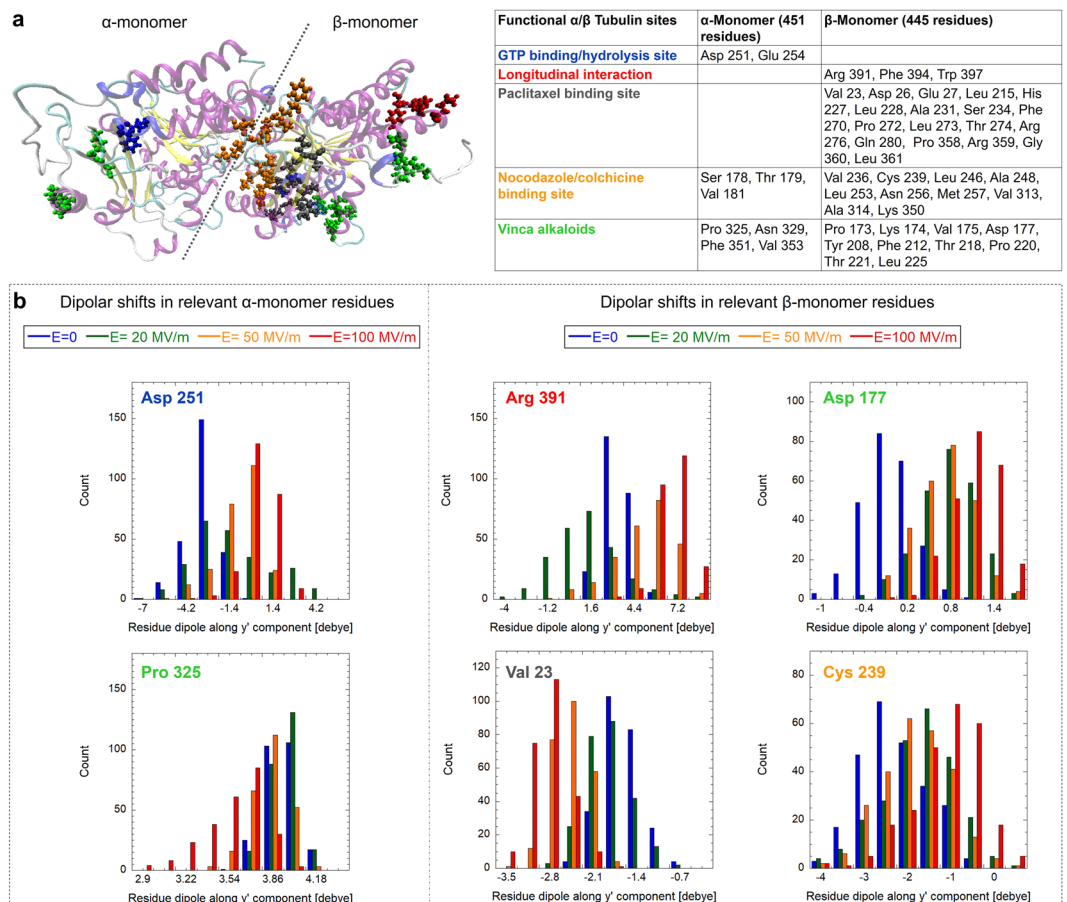 a
α-monomer
β-monomer
Functional α/β Tubulin sites
α-Monomer (451
residues)
β-Monomer (445 residues)
GTP binding/hydrolysis site
Asp 251, Glu 254
Longitudinal interaction
Arg 391, Phe 394, Trp 397
Paclitaxel binding site
Val 23, Asp 26, Glu 27, Leu 215, His
227, Leu 228, Ala 231, Ser 234, Phe
270, Pro 272, Leu 273, Thr 274, Arg
276, Gln 280,  Pro 358, Arg 359, Gly
360, Leu 361
Nocodazole/colchicine
binding site
Ser 178, Thr 179,
Val 181
Val 236, Cys 239, Leu 246, Ala 248,
Leu 253, Asn 256, Met 257, Val 313,
Ala 314, Lys 350
Vinca alkaloids
Pro 325, Asn 329,
Phe 351, Val 353
Pro 173, Lys 174, Val 175, Asp 177,
Tyr 208, Phe 212, Thr 218, Pro 220,
Thr 221, Leu 225
b
Dipolar shifts in relevant α-monomer residues
E=0 E= 20 MV/m E= 50 MV/m E=100 MV/m
Dipolar shifts in relevant β-monomer residues
E=0 E= 20 MV/m E= 50 MV/m E=100 MV/m
Asp 251
Count
150
100
50
0
-7 -4.2 -1.4 1.4 4.2
Residue dipole along y' component [debye]
Arg 391
Count
150
100
50
0
-4 -1.2 1.6 4.4 7.2
Residue dipole along y' component [debye]
Asp 177
Count
100
80
60
40
20
0
-1 -0.4 0.2 0.8 1.4
Residue dipole along y' component [debye]
Pro 325
Count
150
100
50
0
2.9 3.22 3.54 3.86 4.18
Residue dipole along y' component [debye]
Val 23
Count
120
100
80
60
40
20
0
-3.5 -2.8 -2.1 -1.4 -0.7
Residue dipole along y' component [debye]
Cys 239
Count
80
60
40
20
0
-4 -3 -2 -1 0
Residue dipole along y' component [debye]